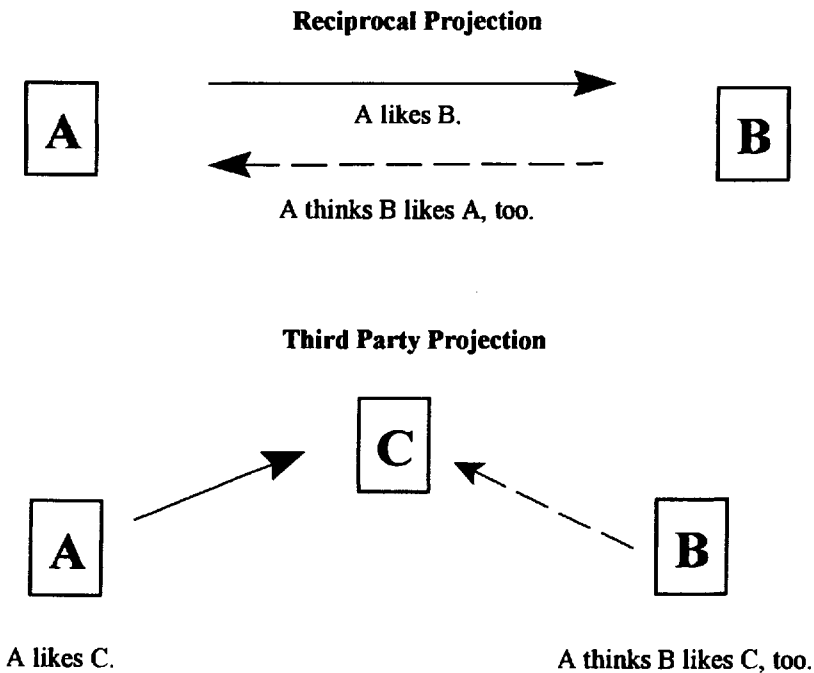 Reciprocal Projection
A
A likes B.
B
A thinks B likes A, too.
Third Party Projection
C
A
B
A likes C.
A thinks B likes C, too.